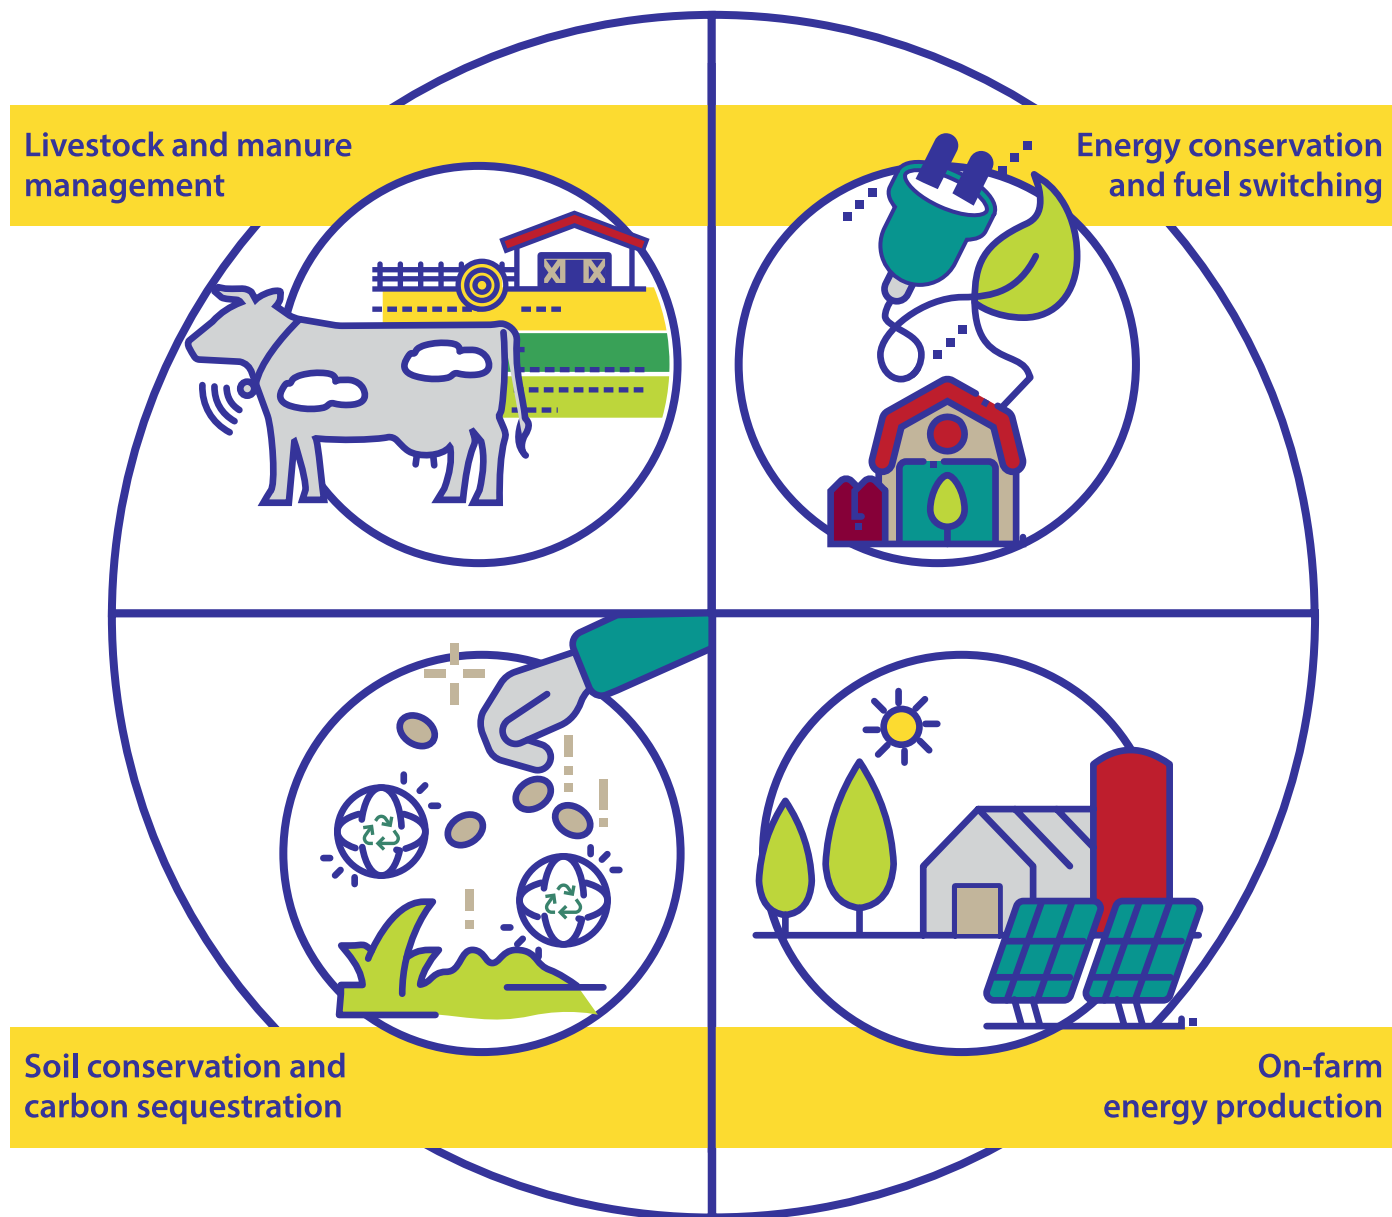 Livestock and manure
management
Energy conservation
and fuel switching
Soil conservation and
carbon sequestration
On-farm
energy production